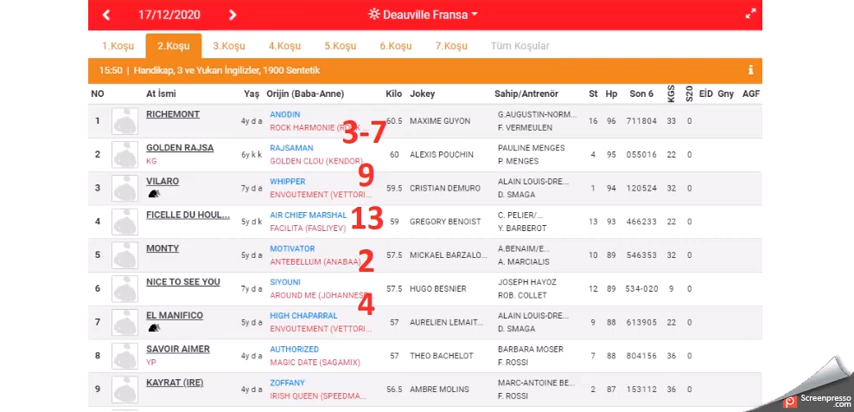 17/12/2020 Deauville Fransa
1.Koşu 2.Koşu 3.Koşu 4.Koşu 5.Koşu 6.Koşu 7.Koşu Tüm Koşular
15:50 | Handikap, 3 ve Yukarı İngilizler, 1900 Sentetik
NO At İsmi Yaş Orijin (Baba-Anne) Kilo Jokey Sahip/Antrenör St Hp Son 6 KGS S20 EİD Gny AGF
1 RICHEMONT 4y d a ANODIN 60.5 MAXIME GUYON G.AUGUSTIN-NORM... 16 96 711804 33 0
ROCK HARMONIE F. VERMEULEN
3-7
2 GOLDEN RAJSA 6y k k RAJSAMAN 60 ALEXIS POUCHIN PAULINE MENGES 4 95 055016 22 0
KG GOLDEN CLOU (KENDOR) P. MENGES
9
3 VILARO 7y d a WHIPPER 59.5 CRISTIAN DEMURO ALAIN LOUIS-DRE... 1 94 120524 32 0
ENVOUTEMENT (VETTORI... D. SMAGA
13
4 FICELLE DU HOUL... 5y d k AIR CHIEF MARSHAL 59 GREGORY BENOIST C. PELIER/... 13 93 466233 22 0
FACILITA (FASLIYEV) Y. BARBEROT
2
5 MONTY 5y d a MOTIVATOR 57.5 MICKAEL BARZALO... A.BENAIM/E... 10 89 546353 32 0
ANTEBELLUM (ANABAA) A. MARCIALIS
6 NICE TO SEE YOU 7y d a SIYOUNI 57.5 HUGO BESNIER JOSEPH HAYOZ 12 89 534-020 9 0
AROUND ME (JOHANNES ROB. COLLET
4
7 EL MANIFICO 5y d a HIGH CHAPARRAL 57 AURELIEN LEMAIT... ALAIN LOUIS-DRE... 9 88 613905 22 0
ENVOUTEMENT (VETTORI... D. SMAGA
8 SAVOIR AIMER 4y d a AUTHORIZED 57 THEO BACHELOT BARBARA MOSER 7 88 804156 36 0
YP MAGIC DATE (SAGAMIX) F. ROSSI
9 KAYRAT (IRE) 4y d a ZOFFANY 56.5 AMBRE MOLINS MARC-ANTOINE BE... 2 87 153112 36 0
IRISH QUEEN (SPEEDMA... F. ROSSI
Screenpresso
.com